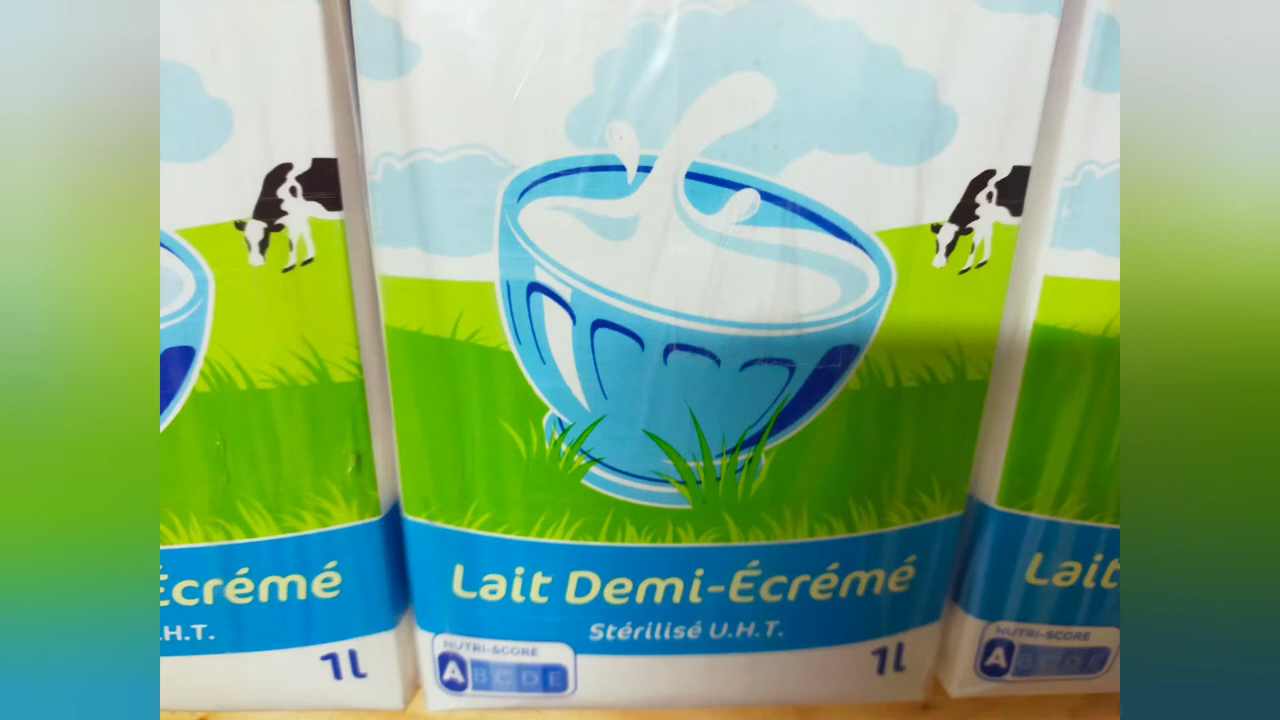 Écrémé
.H.T.
1L
Lait Demi-Écrémé
Stérilisé U.H.T.
NUTRI-SCORE
A B C D E
1L
Lait
NUTRI-SCORE
A B C D E